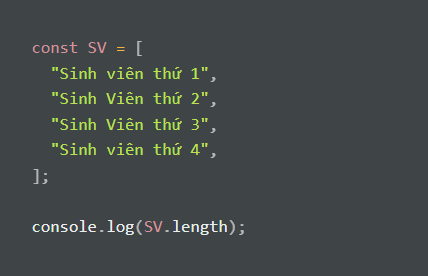 const SV = [
"Sinh viên thứ 1",
"Sinh Viên thứ 2",
"Sinh Viên thứ 3",
"Sinh viên thứ 4",
];
console.log(SV.length);